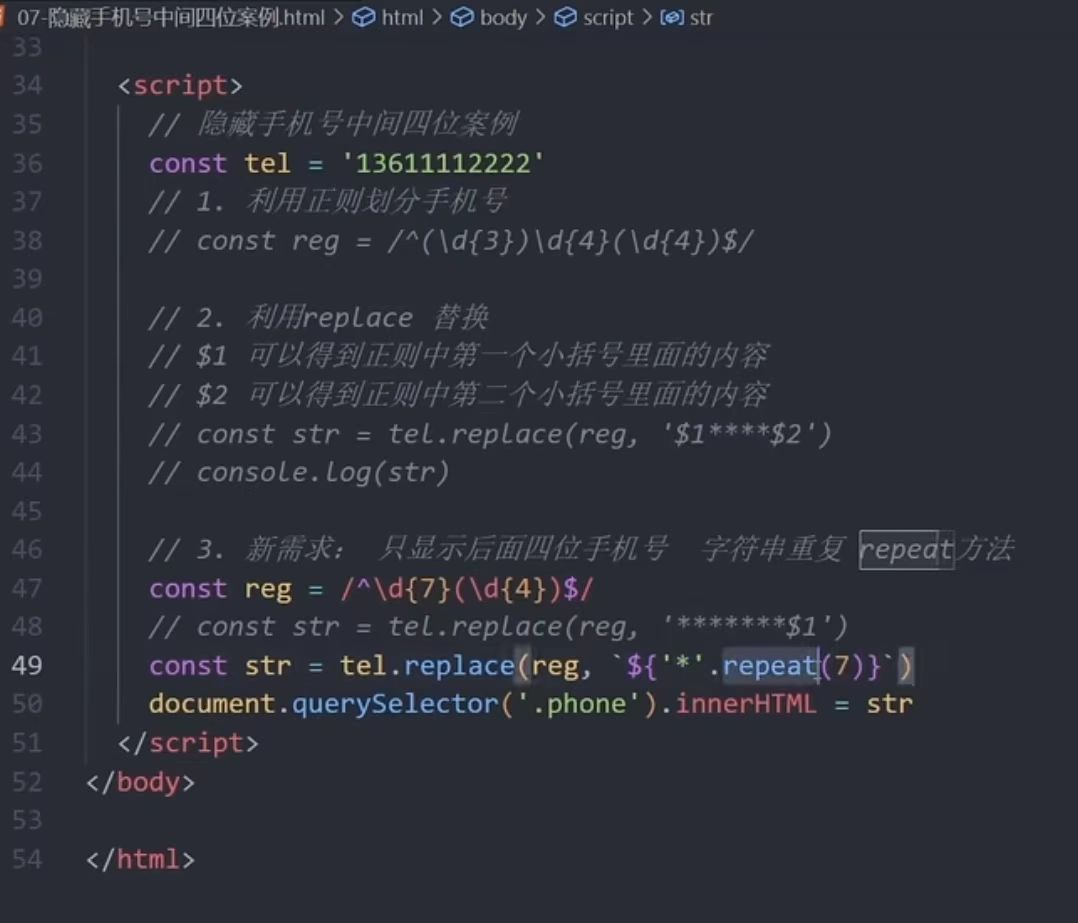 07-隐藏手机号中间四位案例.html > html > body > script > str
33
34 <script>
35 // 隐藏手机号中间四位案例
36 const tel = '13611112222'
37 // 1. 利用正则划分手机号
38 // const reg = /^(\d{3})\d{4}(\d{4})$/
39
40 // 2. 利用replace 替换
41 // $1 可以得到正则中第一个小括号里面的内容
42 // $2 可以得到正则中第二个小括号里面的内容
43 // const str = tel.replace(reg, '$1****$2')
44 // console.log(str)
45
46 // 3. 新需求： 只显示后面四位手机号 字符串重复 repeat方法
47 const reg = /^\d{7}(\d{4})$/
48 // const str = tel.replace(reg, '*******$1')
49 const str = tel.replace(reg, `${'*'.repeat(7)}`)
50 document.querySelector('.phone').innerHTML = str
51 </script>
52 </body>
53
54 </html>